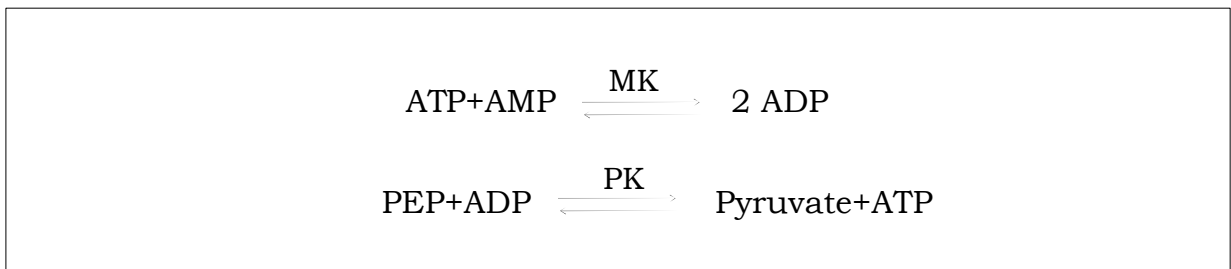 MK
ATP+AMP ⇌ 2 ADP
PK
PEP+ADP ⇌ Pyruvate+ATP